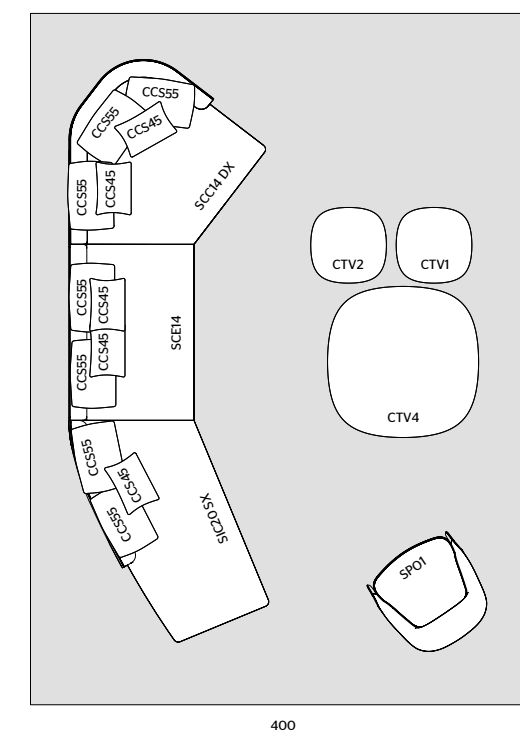 CCS55
CCS55
CCS45
CCS55
CCS45
SCC14 DX
CTV2
CTV1
CCS55
CCS45
SCE14
CCS55
CCS45
CTV4
CCS55
CCS45
CCS55
SIC20 SX
SPO1
400